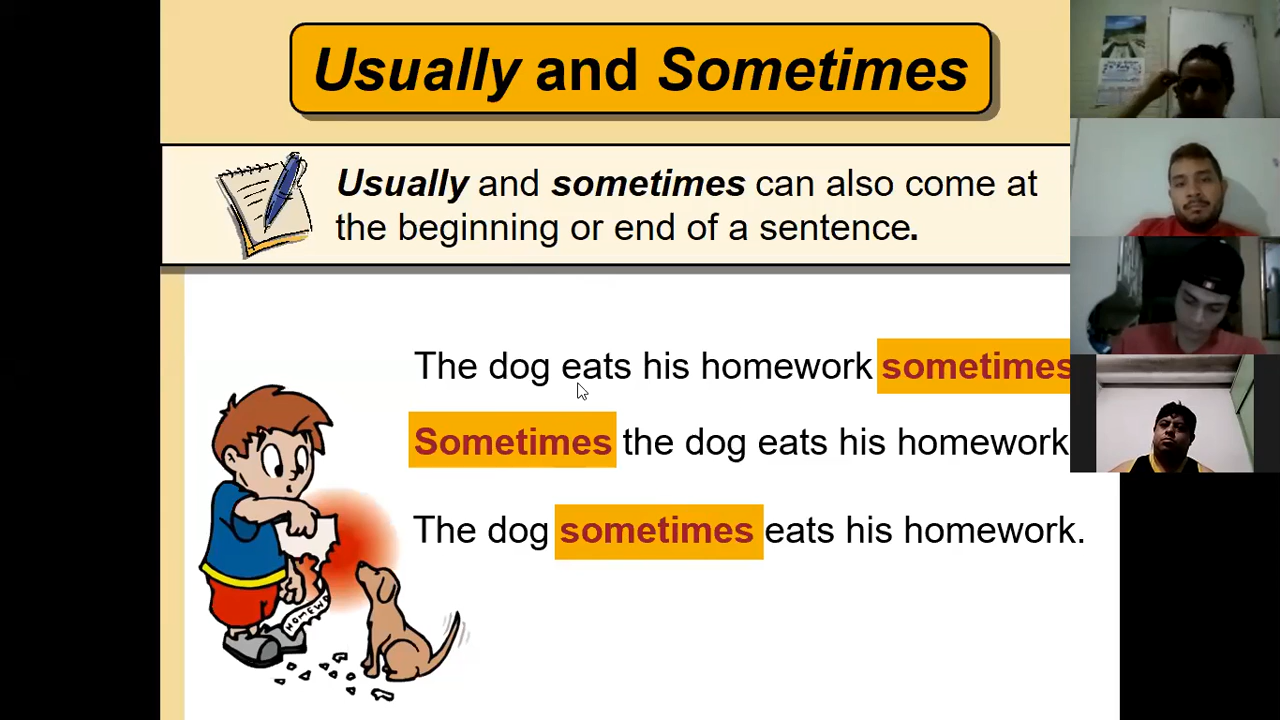 Usually and Sometimes
Usually and sometimes can also come at
the beginning or end of a sentence.
The dog eats his homework sometimes
Sometimes the dog eats his homework
The dog sometimes eats his homework.